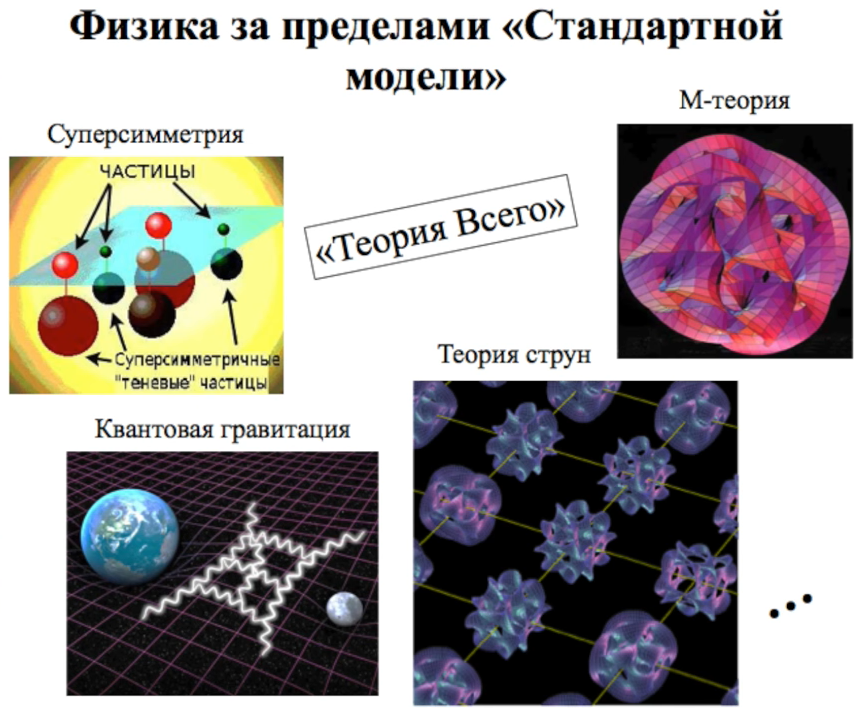 Физика за пределами «Стандартной
модели»
М-теория
Суперсимметрия
ЧАСТИЦЫ
«Теория Всего»
Суперсимметричные
"теневые" частицы
Теория струн
Квантовая гравитация
...